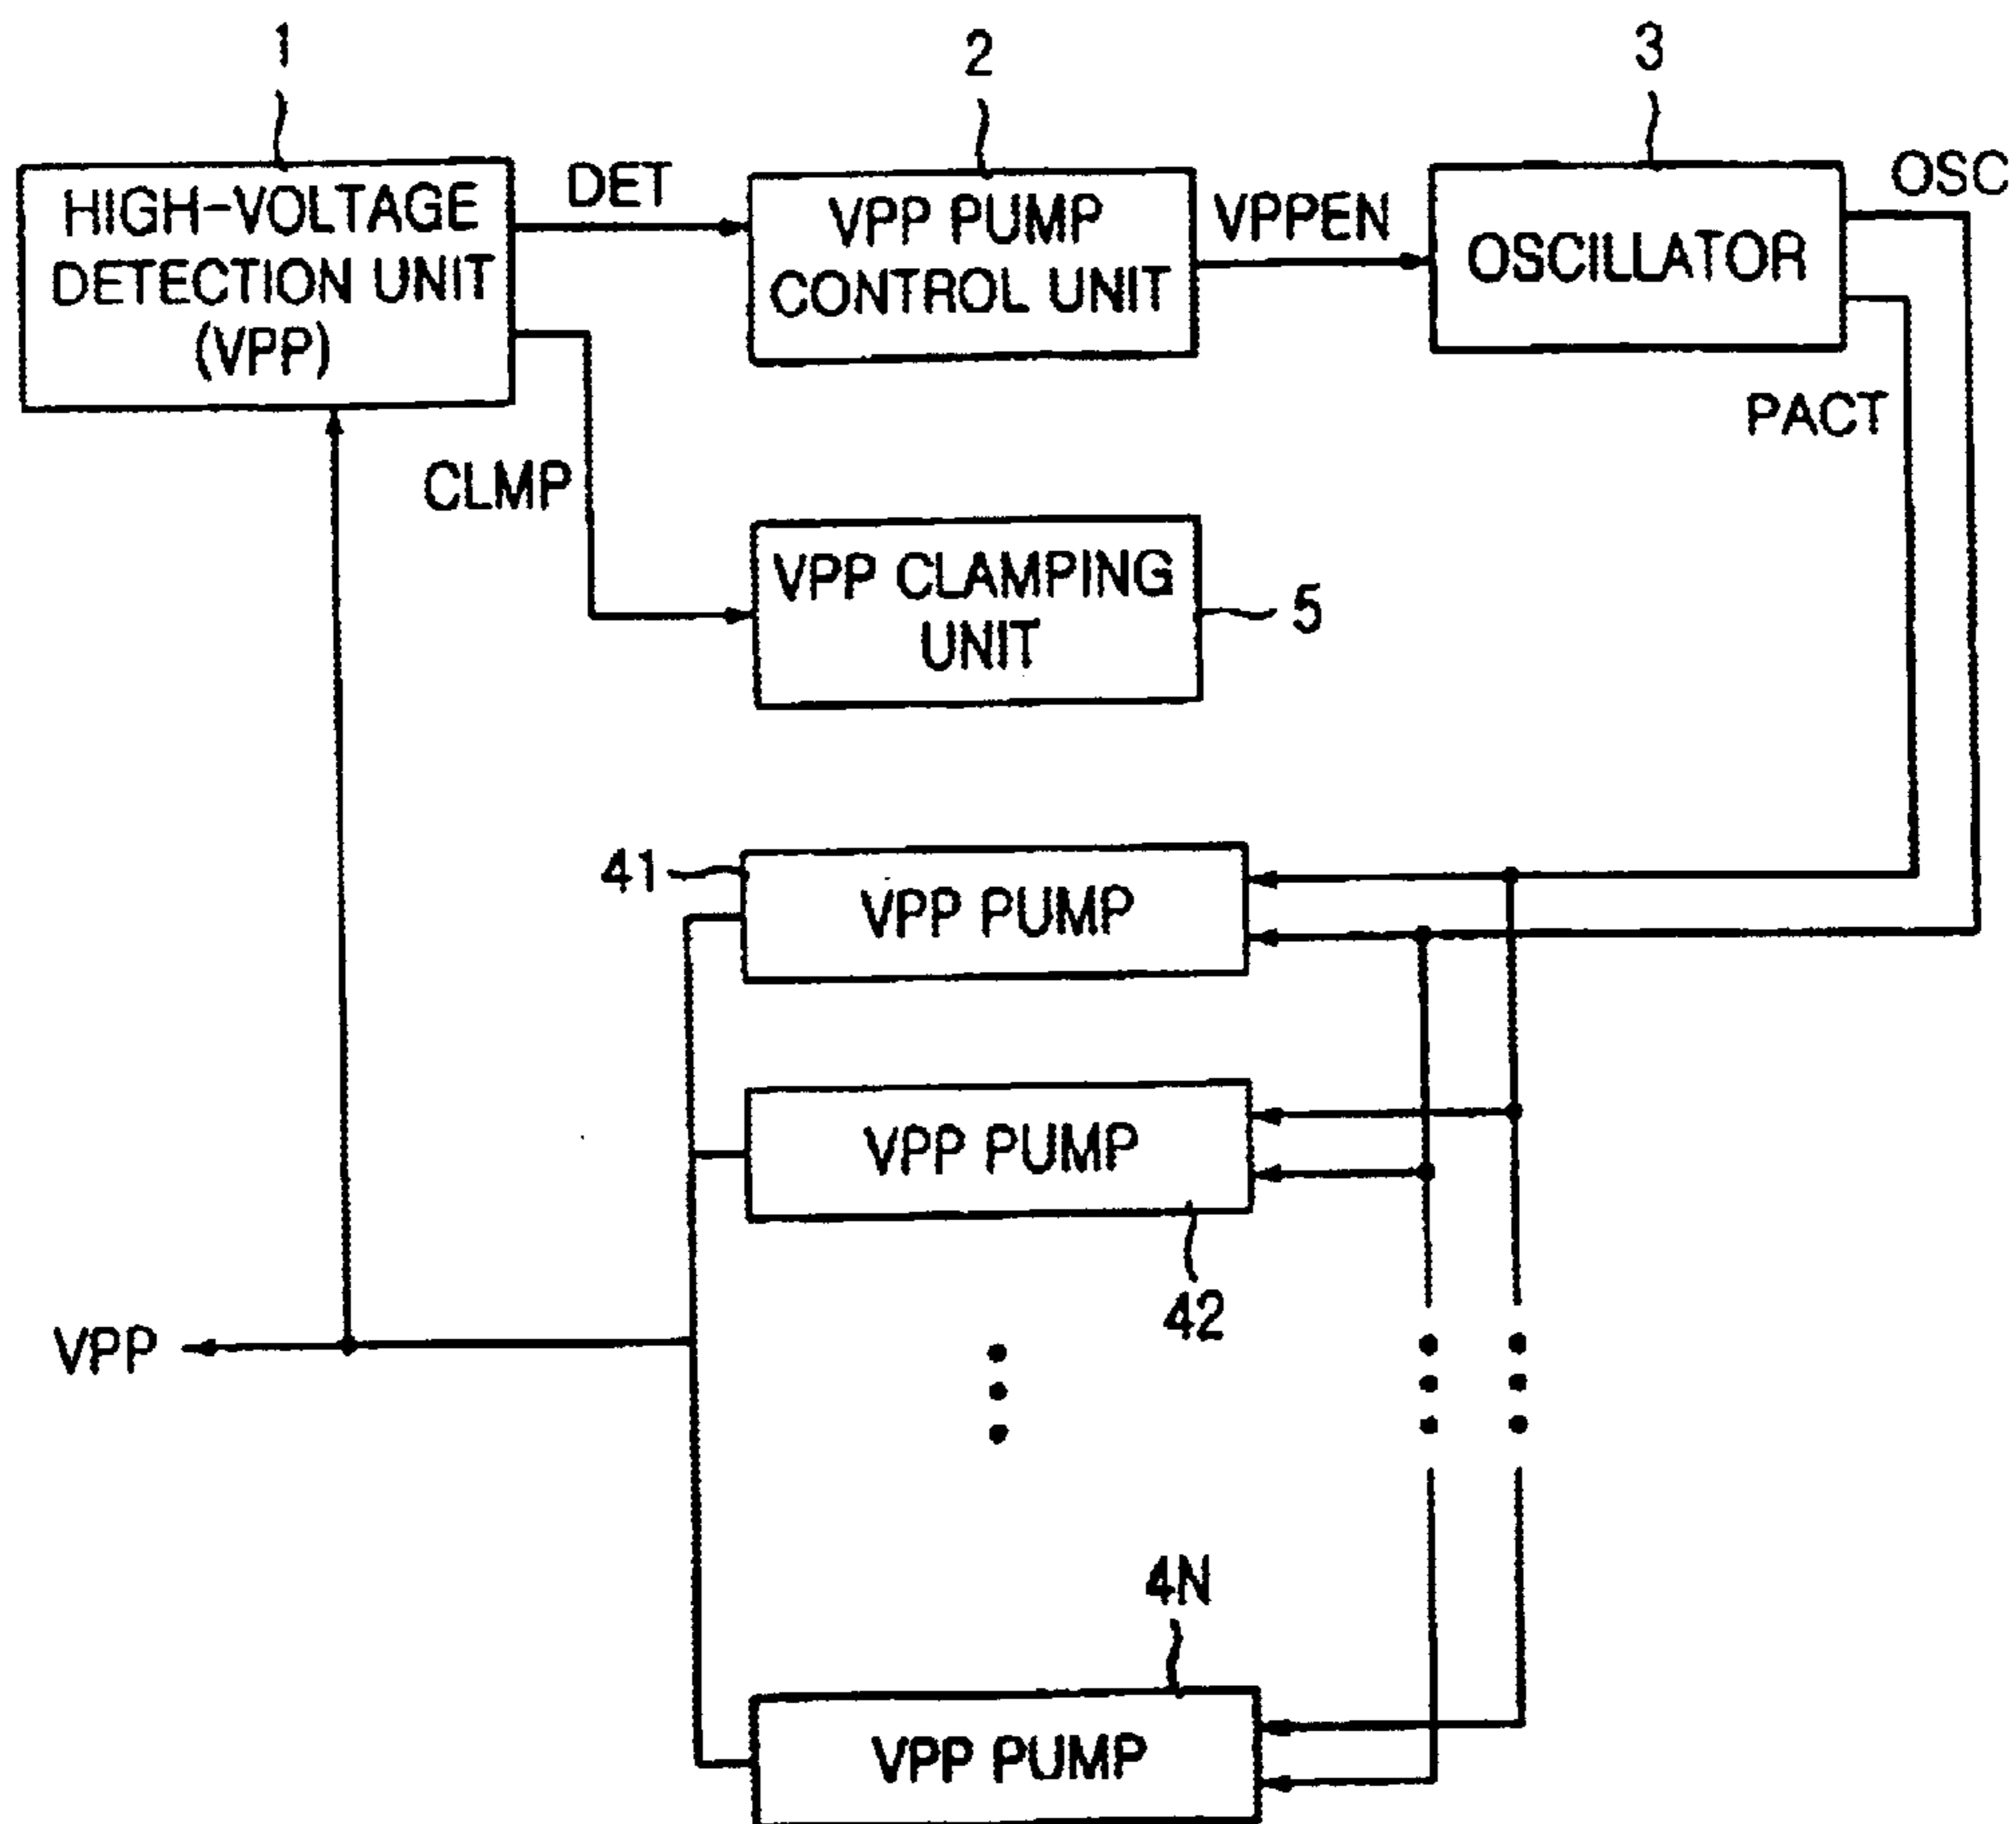 1
2
3
HIGH-VOLTAGE
DETECTION UNIT
(VPP)
DET
VPP PUMP
CONTROL UNIT
VPPEN
OSCILLATOR
OSC
PACT
CLMP
VPP CLAMPING
UNIT
5
41
VPP PUMP
VPP PUMP
42
VPP
4N
VPP PUMP